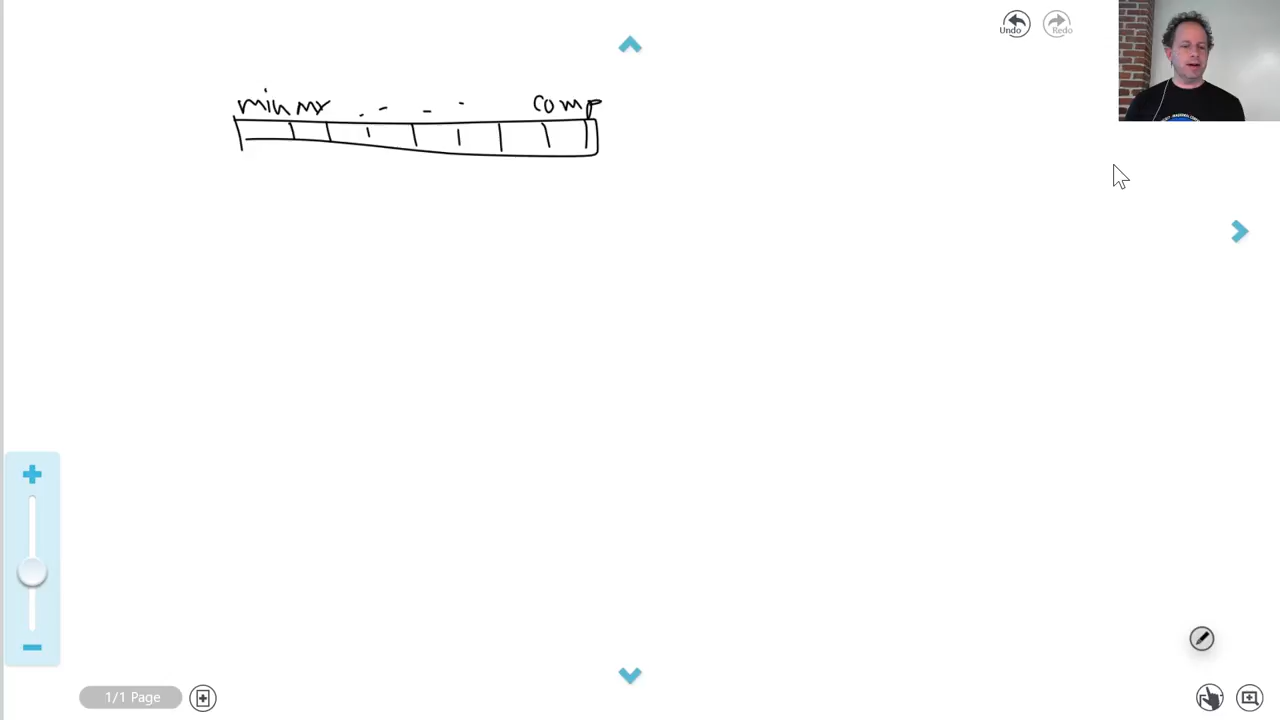 Undo
Redo
min mx . - - . comp
1/1 Page